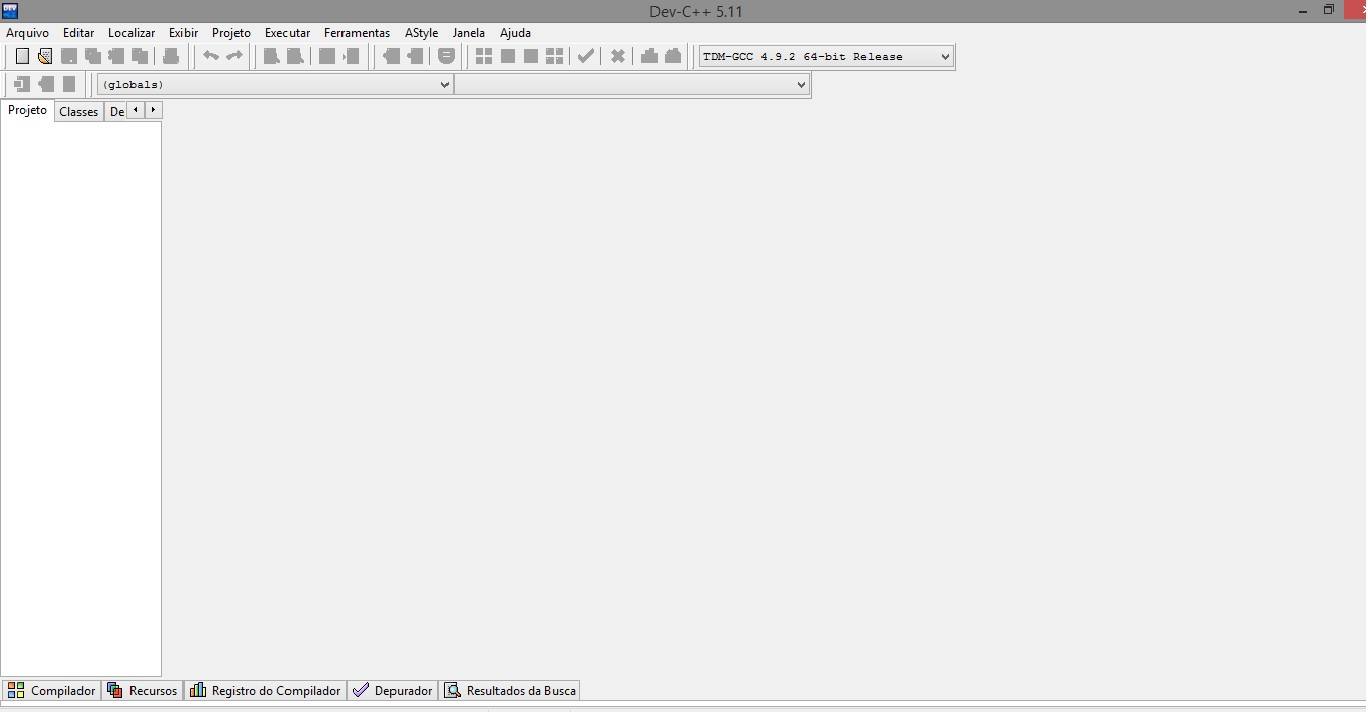 Dev-C++ 5.11
Arquivo Editar Localizar Exibir Projeto Executar Ferramentas AStyle Janela Ajuda
TDM-GCC 4.9.2 64-bit Release
(globals)
Projeto Classes De
Compilador Recursos Registro do Compilador Depurador Resultados da Busca